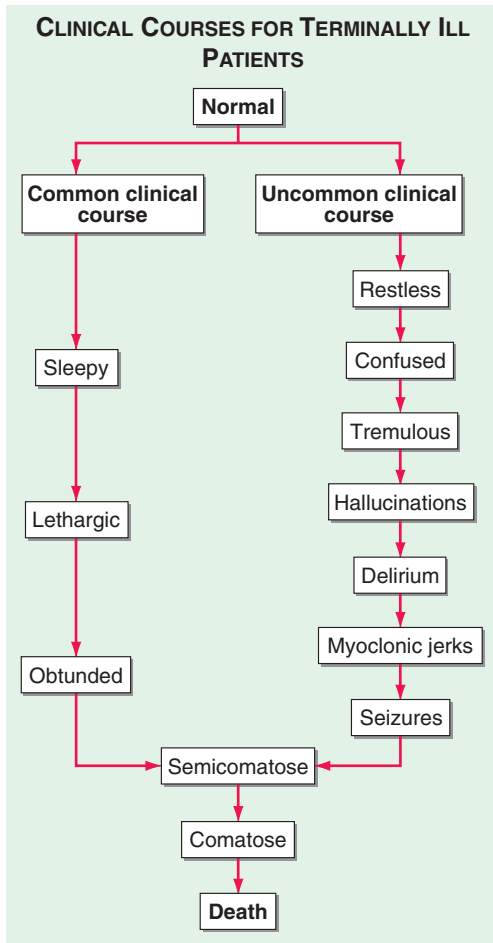 CLINICAL COURSES FOR TERMINALLY ILL
PATIENTS
Normal
Common clinical
course
Sleepy
Lethargic
Obtunded
Uncommon clinical
course
Restless
Confused
Tremulous
Hallucinations
Delirium
Myoclonic jerks
Seizures
Semicomatose
Comatose
Death